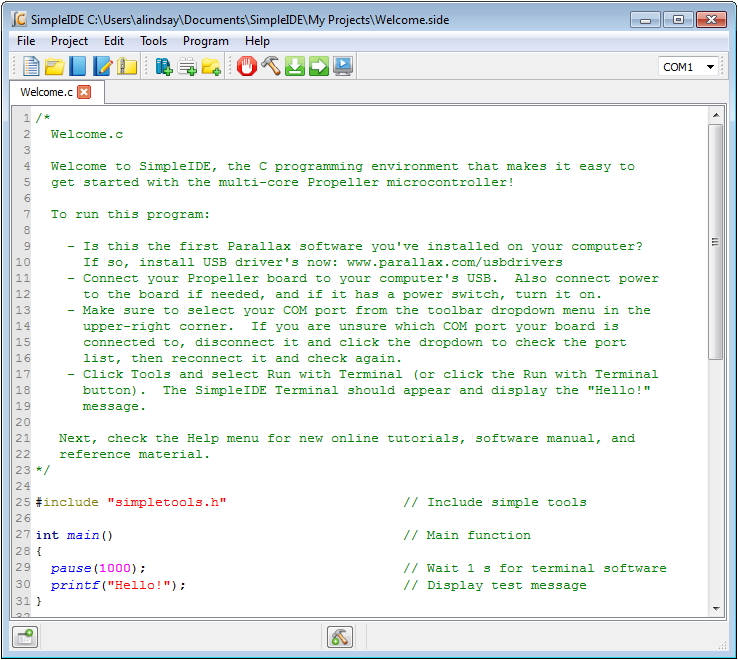 SimpleIDE C:\Users\alindsay\Documents\SimpleIDE\My Projects\Welcome.side
File Project Edit Tools Program Help
COM1
Welcome.c
1 /*
2 Welcome.c
3
4 Welcome to SimpleIDE, the C programming environment that makes it easy to
5 get started with the multi-core Propeller microcontroller!
6
7 To run this program:
8
9 - Is this the first Parallax software you've installed on your computer?
10 If so, install USB driver's now: www.parallax.com/usbdrivers
11 - Connect your Propeller board to your computer's USB.  Also connect power
12 to the board if needed, and if it has a power switch, turn it on.
13 - Make sure to select your COM port from the toolbar dropdown menu in the
14 upper-right corner.  If you are unsure which COM port your board is
15 connected to, disconnect it and click the dropdown to check the port
16 list, then reconnect it and check again.
17 - Click Tools and select Run with Terminal (or click the Run with Terminal
18 button).  The SimpleIDE Terminal should appear and display the "Hello!"
19 message.
20
21 Next, check the Help menu for new online tutorials, software manual, and
22 reference material.
23 */
24
25 #include "simpletools.h" // Include simple tools
26
27 int main() // Main function
28 {
29 pause(1000); // Wait 1 s for terminal software
30 printf("Hello!"); // Display test message
31 }
32